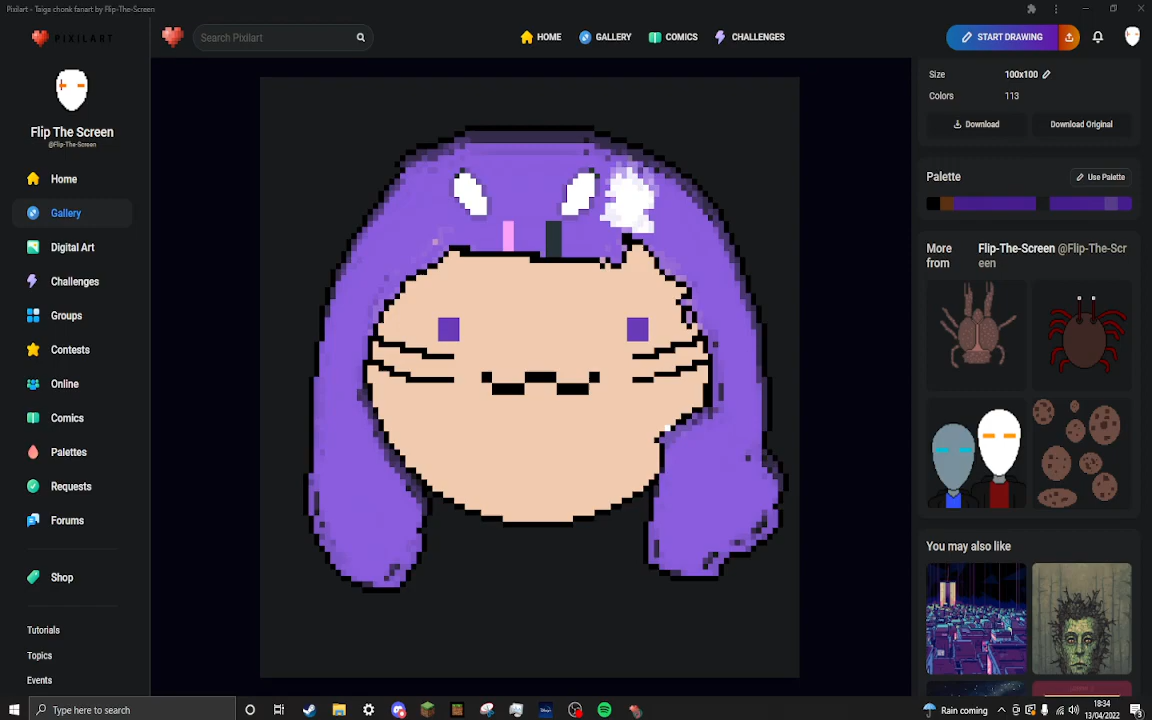 Pixilart - Taiga chonk fanart by Flip-The-Screen
PIXILART
Search Pixilart
HOME
GALLERY
COMICS
CHALLENGES
START DRAWING
Flip The Screen
@Flip-The-Screen
Home
Gallery
Digital Art
Challenges
Groups
Contests
Online
Comics
Palettes
Requests
Forums
Shop
Tutorials
Topics
Events
Size 100x100
Colors 113
Download
Download Original
Palette
Use Palette
More from
Flip-The-Screen @Flip-The-Scr
een
You may also like
Type here to search
Rain coming
18:34
13/04/2022
3